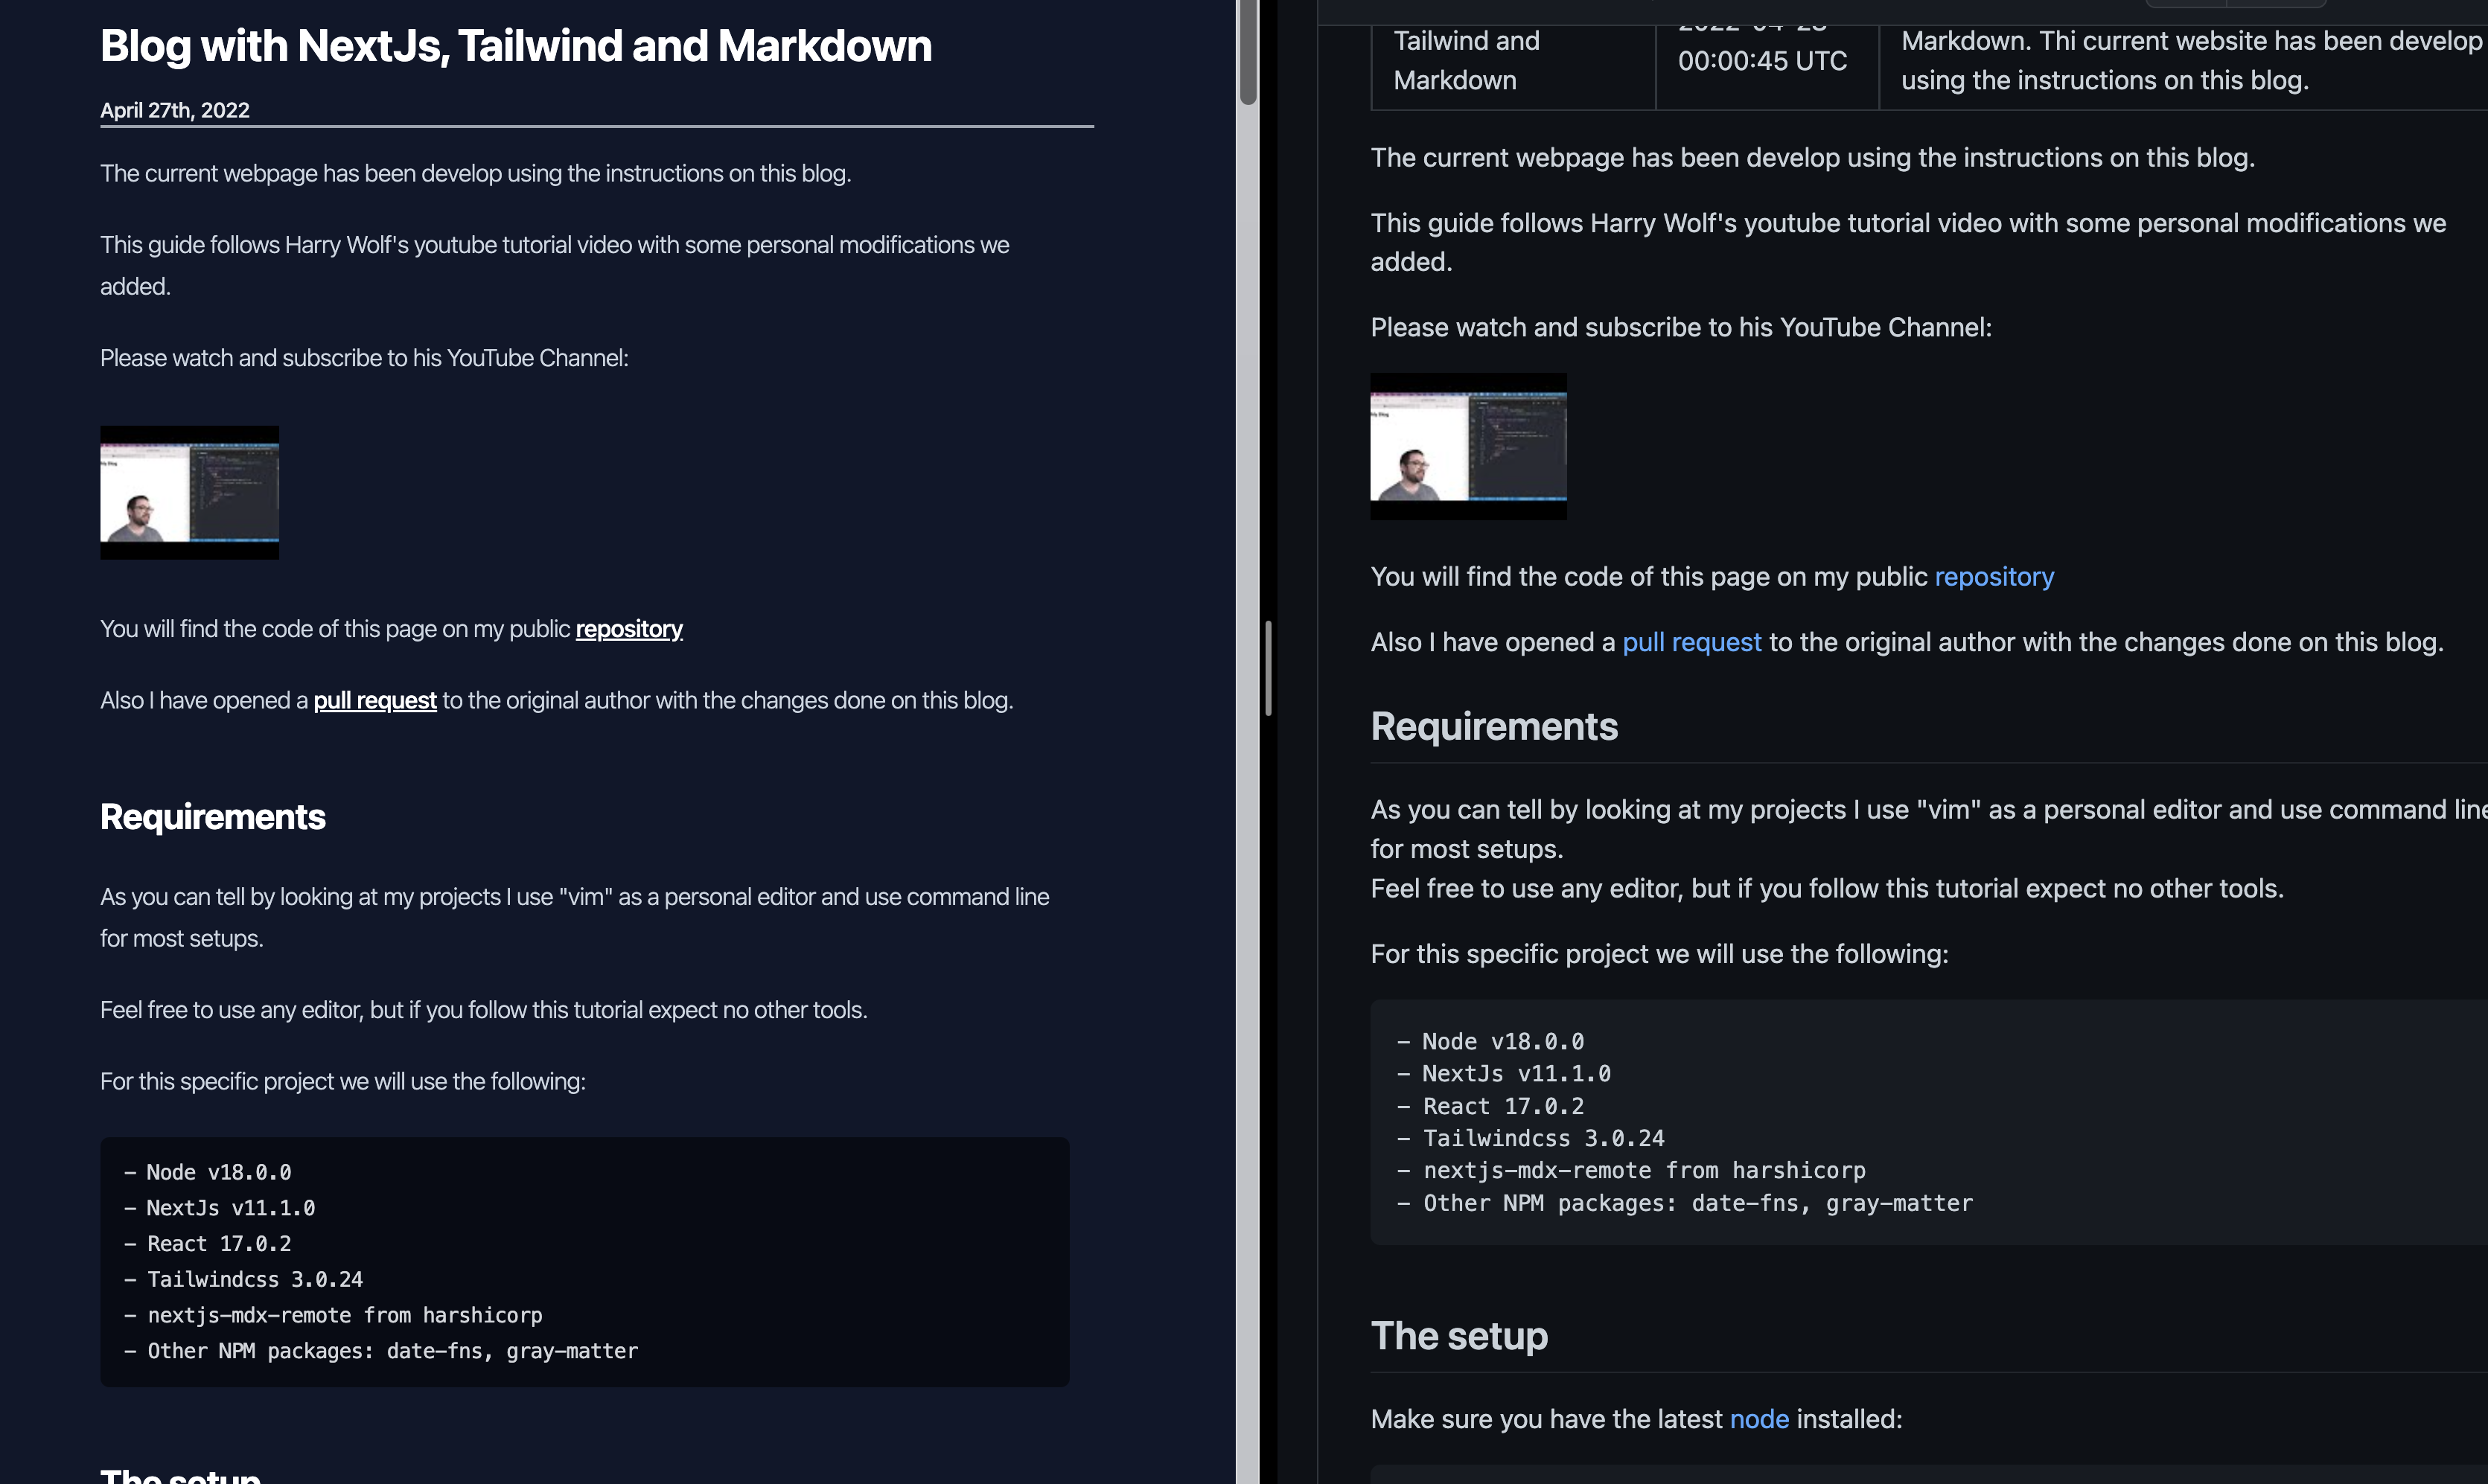 Blog with NextJs, Tailwind and Markdown
April 27th, 2022
The current webpage has been develop using the instructions on this blog.
This guide follows Harry Wolf's youtube tutorial video with some personal modifications we
added.
Please watch and subscribe to his YouTube Channel:
You will find the code of this page on my public repository
Also I have opened a pull request to the original author with the changes done on this blog.
Requirements
As you can tell by looking at my projects I use "vim" as a personal editor and use command line
for most setups.
Feel free to use any editor, but if you follow this tutorial expect no other tools.
For this specific project we will use the following:
- Node v18.0.0
- NextJs v11.1.0
- React 17.0.2
- Tailwindcss 3.0.24
- nextjs-mdx-remote from harshicorp
- Other NPM packages: date-fns, gray-matter
The setup
Tailwind and
Markdown
2022-04-28
00:00:45 UTC
Markdown. Thi current website has been develop
using the instructions on this blog.
The current webpage has been develop using the instructions on this blog.
This guide follows Harry Wolf's youtube tutorial video with some personal modifications we
added.
Please watch and subscribe to his YouTube Channel:
You will find the code of this page on my public repository
Also I have opened a pull request to the original author with the changes done on this blog.
Requirements
As you can tell by looking at my projects I use "vim" as a personal editor and use command line
for most setups.
Feel free to use any editor, but if you follow this tutorial expect no other tools.
For this specific project we will use the following:
- Node v18.0.0
- NextJs v11.1.0
- React 17.0.2
- Tailwindcss 3.0.24
- nextjs-mdx-remote from harshicorp
- Other NPM packages: date-fns, gray-matter
The setup
Make sure you have the latest node installed: